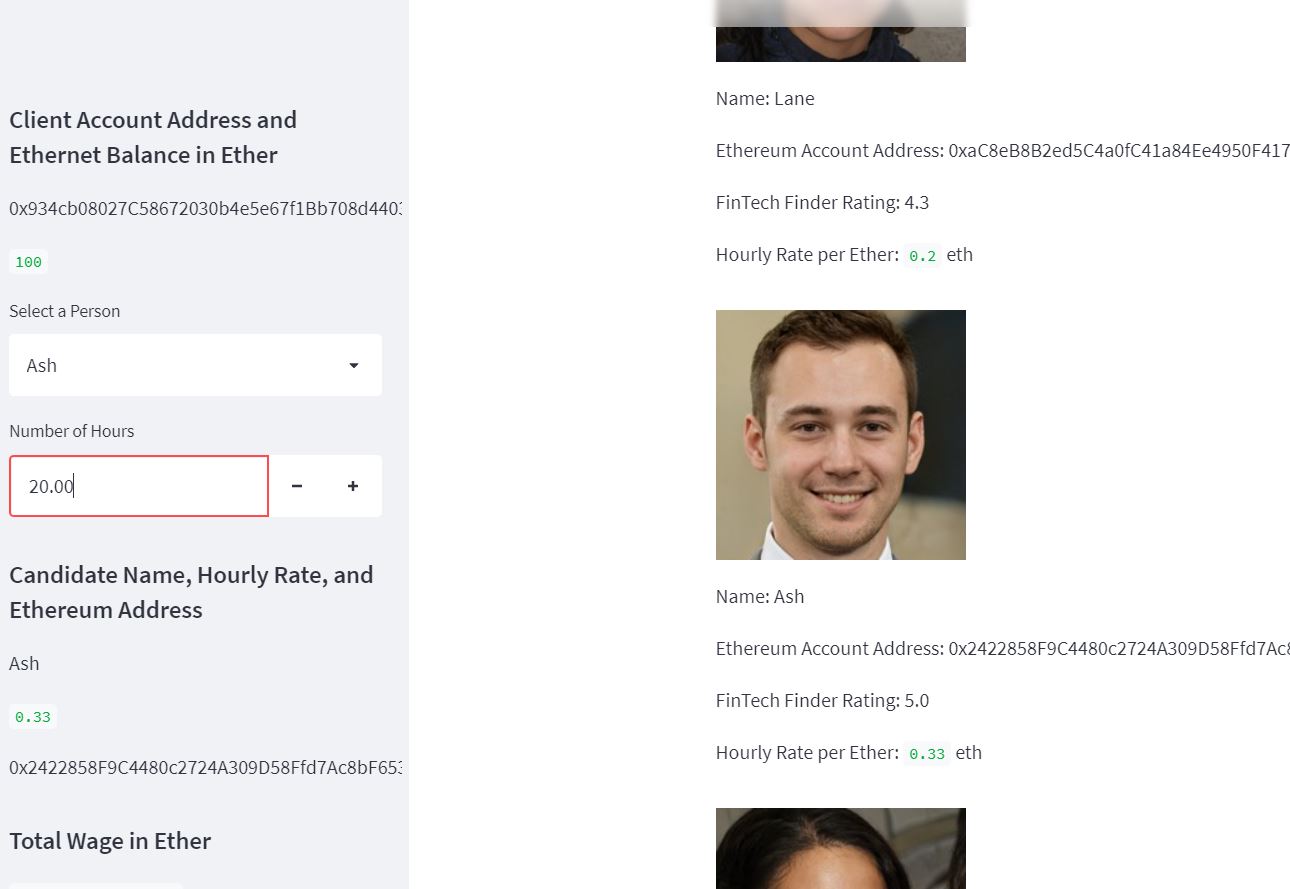 Client Account Address and
Ethernet Balance in Ether
0x934cb08027C58672030b4e5e67f1Bb708d440
100
Select a Person
Ash
Number of Hours
20.00
Candidate Name, Hourly Rate, and
Ethereum Address
Ash
0.33
0x2422858F9C4480c2724A309D58Ffd7Ac8bF653
Total Wage in Ether
Name: Lane
Ethereum Account Address: 0xaC8eB8B2ed5C4a0fC41a84Ee4950F417
FinTech Finder Rating: 4.3
Hourly Rate per Ether: 0.2 eth
Name: Ash
Ethereum Account Address: 0x2422858F9C4480c2724A309D58Ffd7Ac
FinTech Finder Rating: 5.0
Hourly Rate per Ether: 0.33 eth